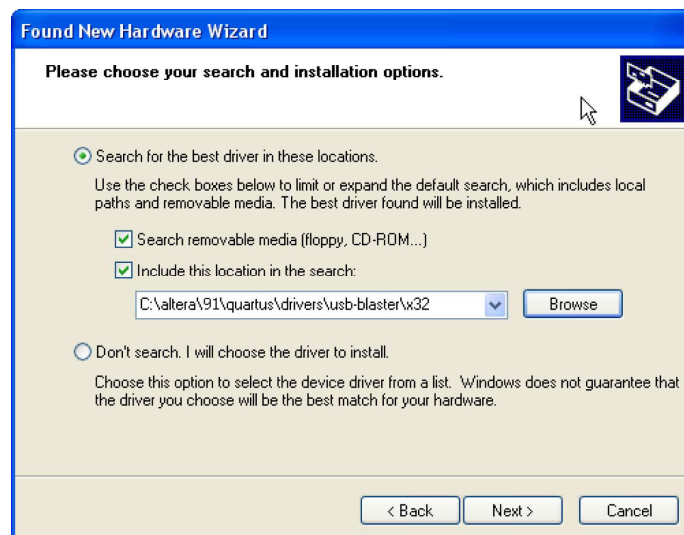 Found New Hardware Wizard
Please choose your search and installation options.
Search for the best driver in these locations.
Use the check boxes below to limit or expand the default search, which includes local
paths and removable media. The best driver found will be installed.
Search removable media (floppy, CD-ROM...)
Include this location in the search:
C:\altera\91\quartus\drivers\usb-blaster\x32
Browse
Don't search. I will choose the driver to install.
Choose this option to select the device driver from a list. Windows does not guarantee that
the driver you choose will be the best match for your hardware.
< Back
Next >
Cancel